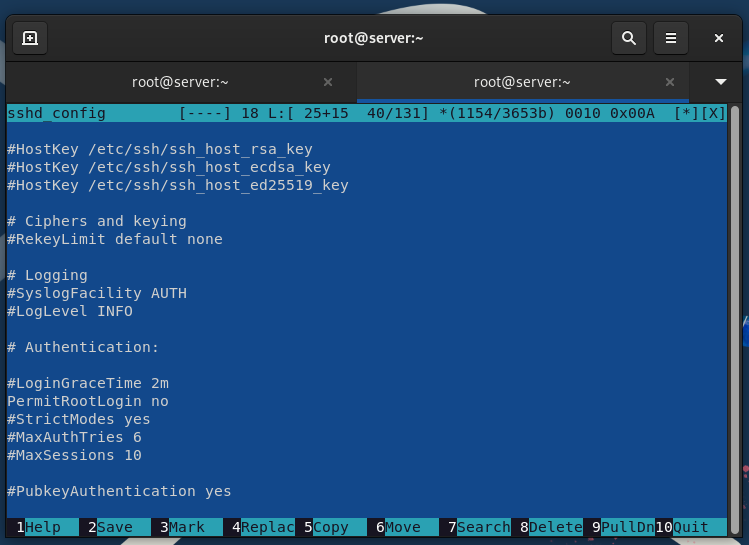 root@server:~
root@server:~ × root@server:~ ×
sshd_config [----] 18 L:[ 25+15 40/131] *(1154/3653b) 0010 0x00A [*][X]
#HostKey /etc/ssh/ssh_host_rsa_key
#HostKey /etc/ssh/ssh_host_ecdsa_key
#HostKey /etc/ssh/ssh_host_ed25519_key
# Ciphers and keying
#RekeyLimit default none
# Logging
#SyslogFacility AUTH
#LogLevel INFO
# Authentication:
#LoginGraceTime 2m
PermitRootLogin no
#StrictModes yes
#MaxAuthTries 6
#MaxSessions 10
#PubkeyAuthentication yes
1Help 2Save 3Mark 4Replac 5Copy 6Move 7Search 8Delete 9PullDn 10Quit